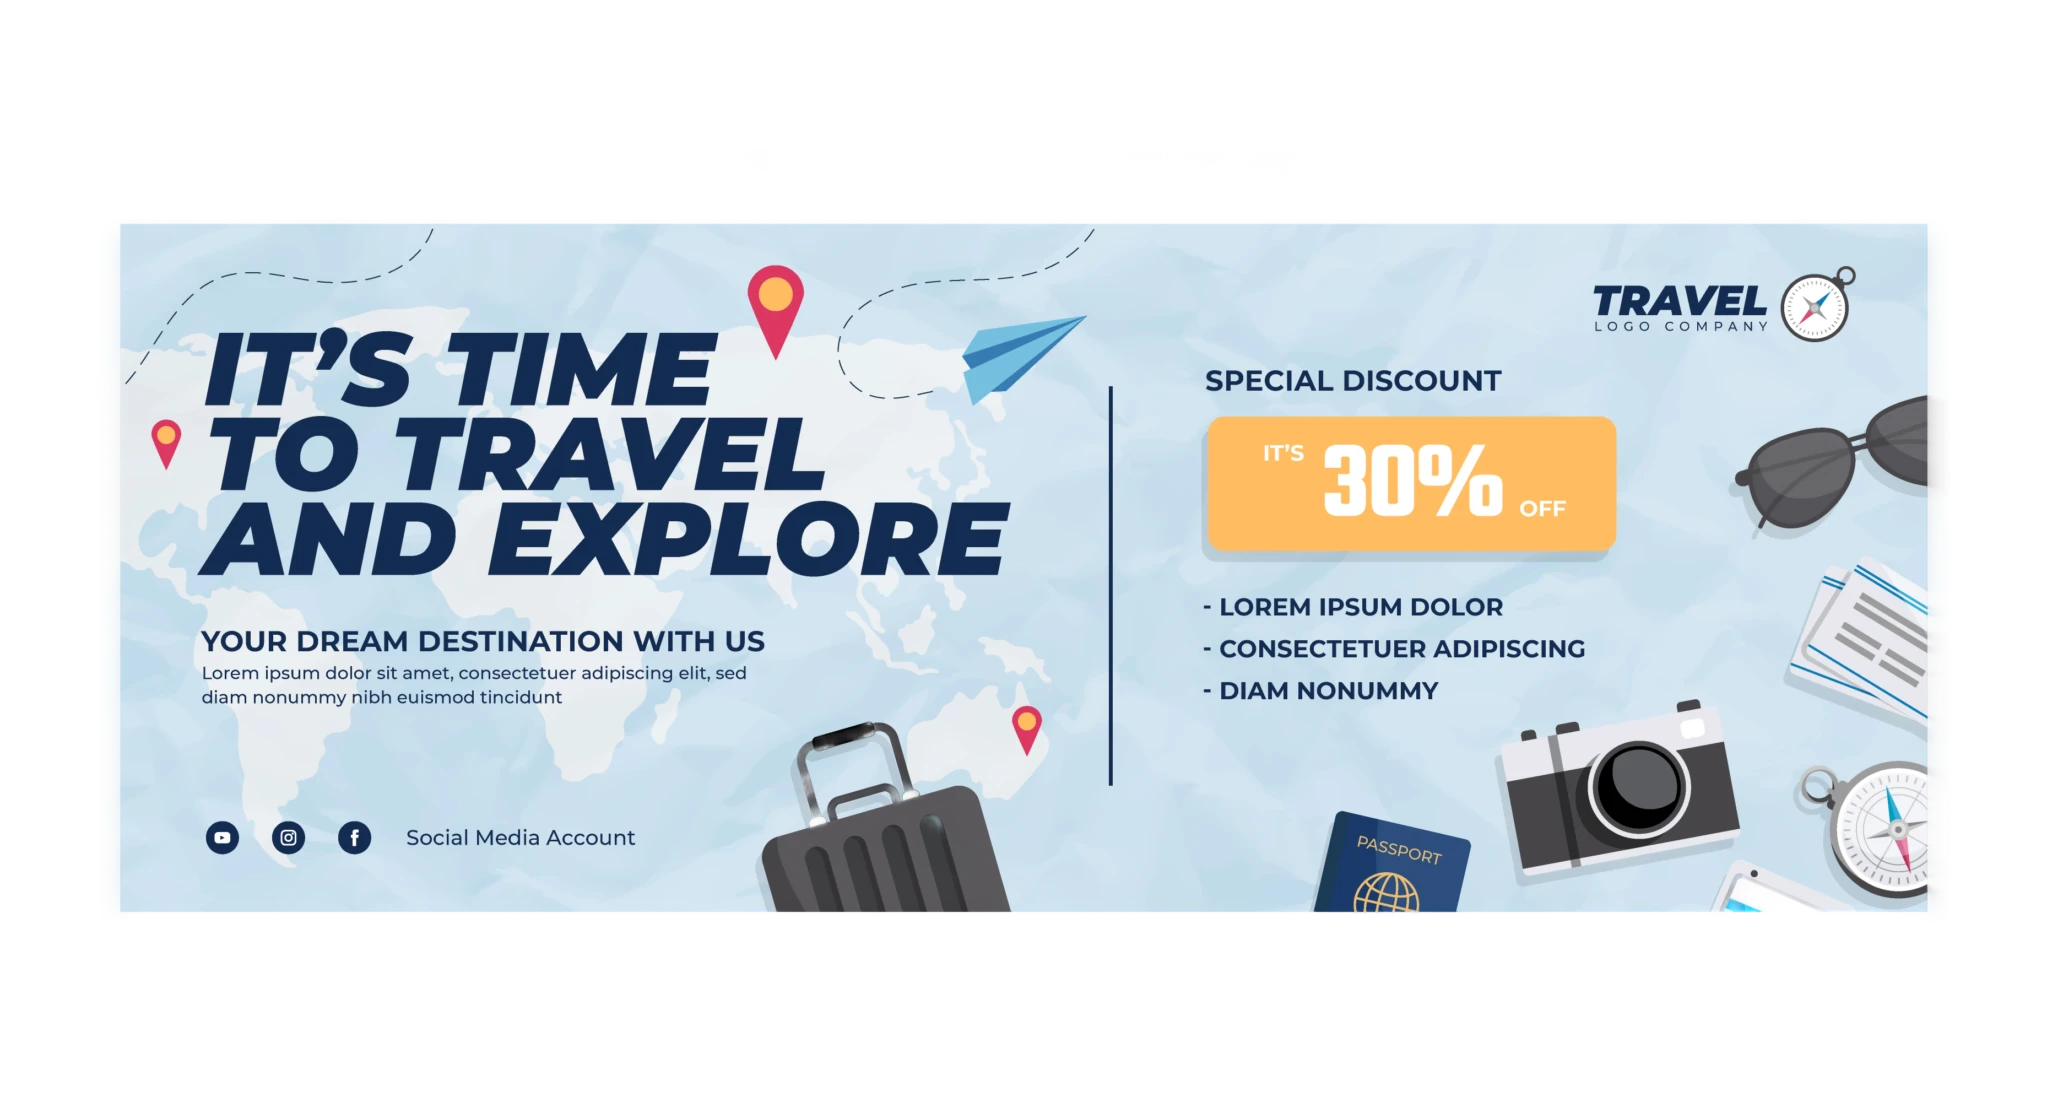 IT’S TIME
TO TRAVEL
AND EXPLORE
YOUR DREAM DESTINATION WITH US
Lorem ipsum dolor sit amet, consectetuer adipiscing elit, sed
diam nonummy nibh euismod tincidunt
Social Media Account
TRAVEL
LOGO COMPANY
SPECIAL DISCOUNT
IT'S 30% OFF
- LOREM IPSUM DOLOR
- CONSECTETUER ADIPISCING
- DIAM NONUMMY
PASSPORT